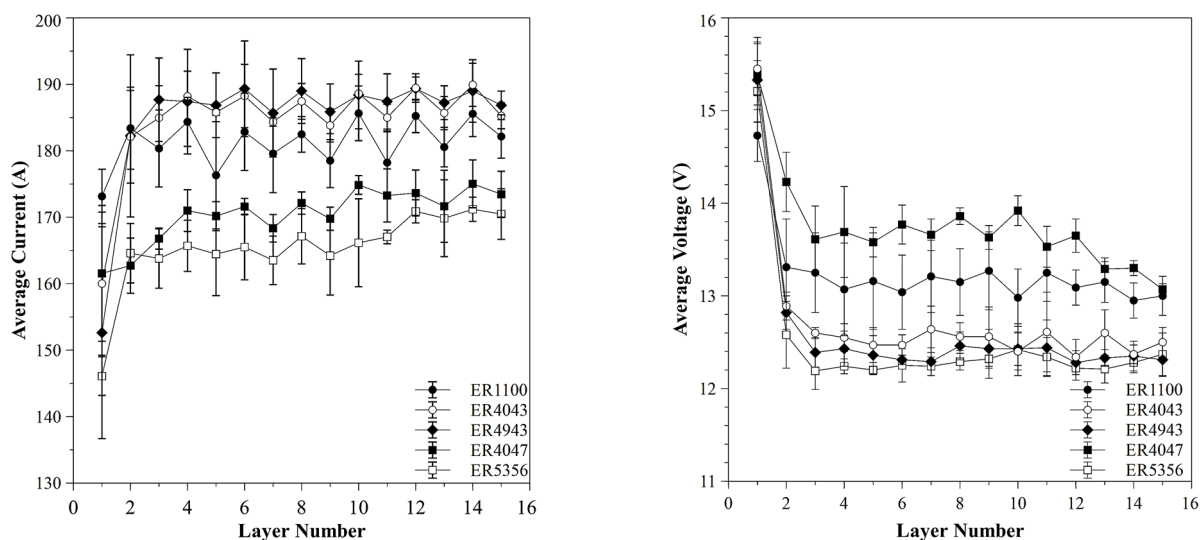 200
190
180
170
160
150
140
130
Average Current (A)
0 2 4 6 8 10 12 14 16
Layer Number
ER1100
ER4043
ER4943
ER4047
ER5356
16
15
14
13
12
11
Average Voltage (V)
0 2 4 6 8 10 12 14 16
Layer Number
ER1100
ER4043
ER4943
ER4047
ER5356